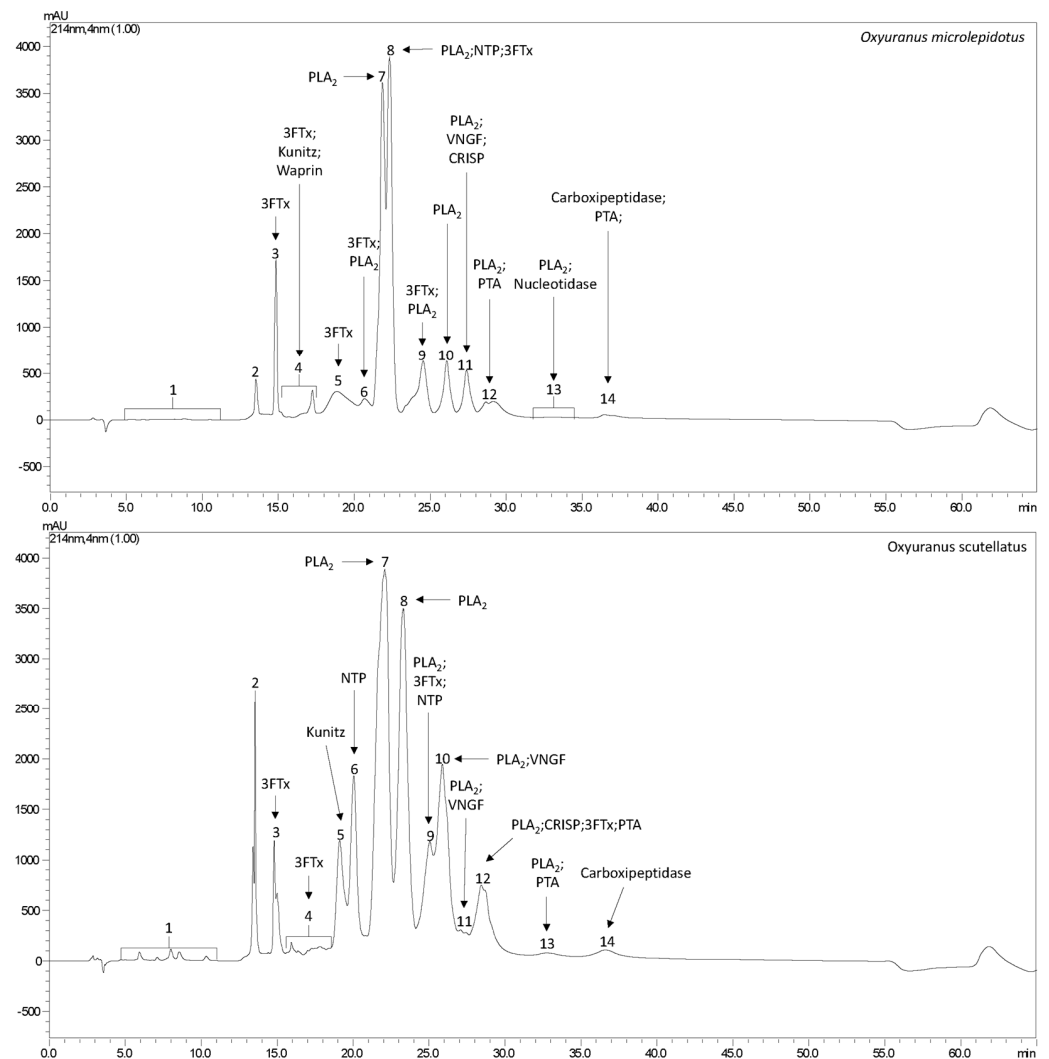 mAU
214nm,4nm (1.00)
Oxyuranus microlepidotus
4000
3500
3000
2500
2000
1500
1000
500
0
-500
1
2
3FTx
3
3FTx;
Kunitz;
Waprin
4
3FTx
5
3FTx;
PLA2
6
PLA2
7
8
PLA2;NTP;3FTx
3FTx;
PLA2
9
PLA2
10
PLA2;
VNGF;
CRISP
11
PLA2;
PTA
12
PLA2;
Nucleotidase
13
Carboxipeptidase;
PTA;
14
0.0 5.0 10.0 15.0 20.0 25.0 30.0 35.0 40.0 45.0 50.0 55.0 60.0 min
mAU
214nm,4nm (1.00)
Oxyuranus scutellatus
4000
3500
3000
2500
2000
1500
1000
500
0
-500
1
2
3FTx
3
3FTx
4
Kunitz
5
NTP
6
PLA2
7
8
PLA2
PLA2;
3FTx;
NTP
9
10
PLA2;VNGF
PLA2;
VNGF
11
PLA2;CRISP;3FTx;PTA
12
PLA2;
PTA
13
Carboxipeptidase
14
0.0 5.0 10.0 15.0 20.0 25.0 30.0 35.0 40.0 45.0 50.0 55.0 60.0 min